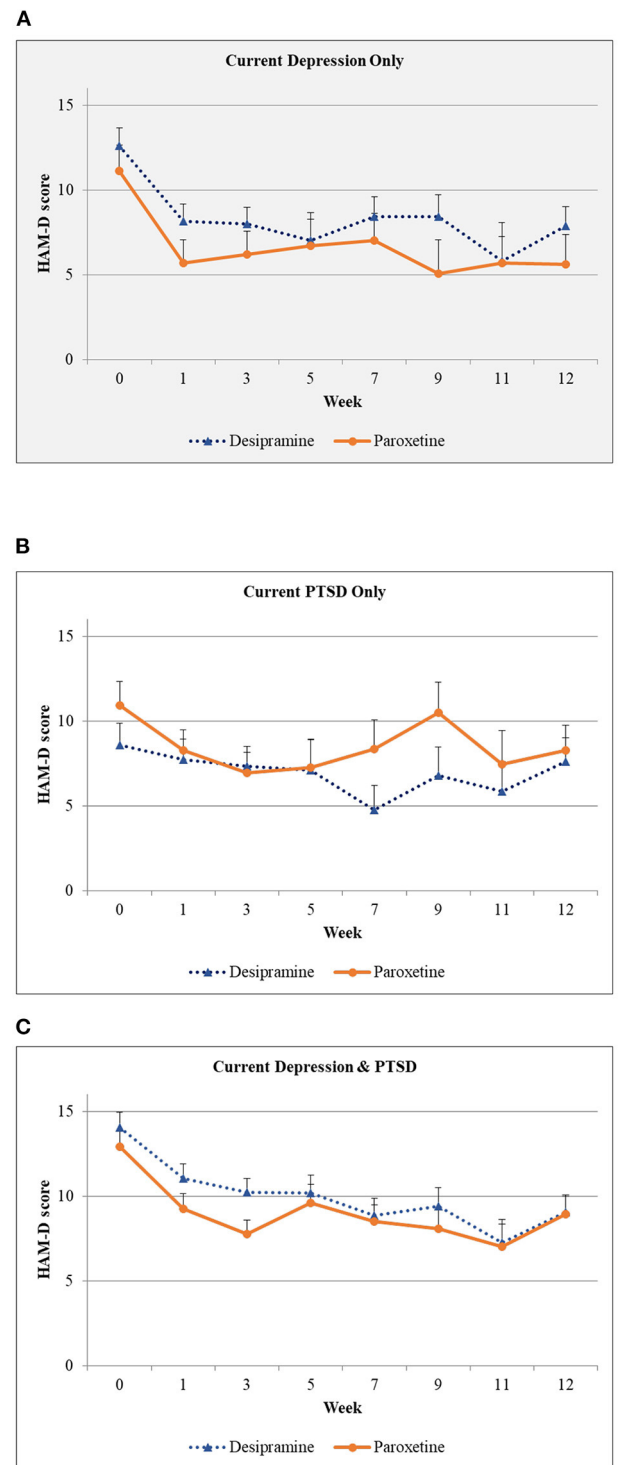 A
Current Depression Only
15
10
5
0
HAM-D score
0 1 3 5 7 9 11 12
Week
Desipramine Paroxetine
B
Current PTSD Only
15
10
5
0
HAM-D score
0 1 3 5 7 9 11 12
Week
Desipramine Paroxetine
C
Current Depression & PTSD
15
10
5
0
HAM-D score
0 1 3 5 7 9 11 12
Week
Desipramine Paroxetine